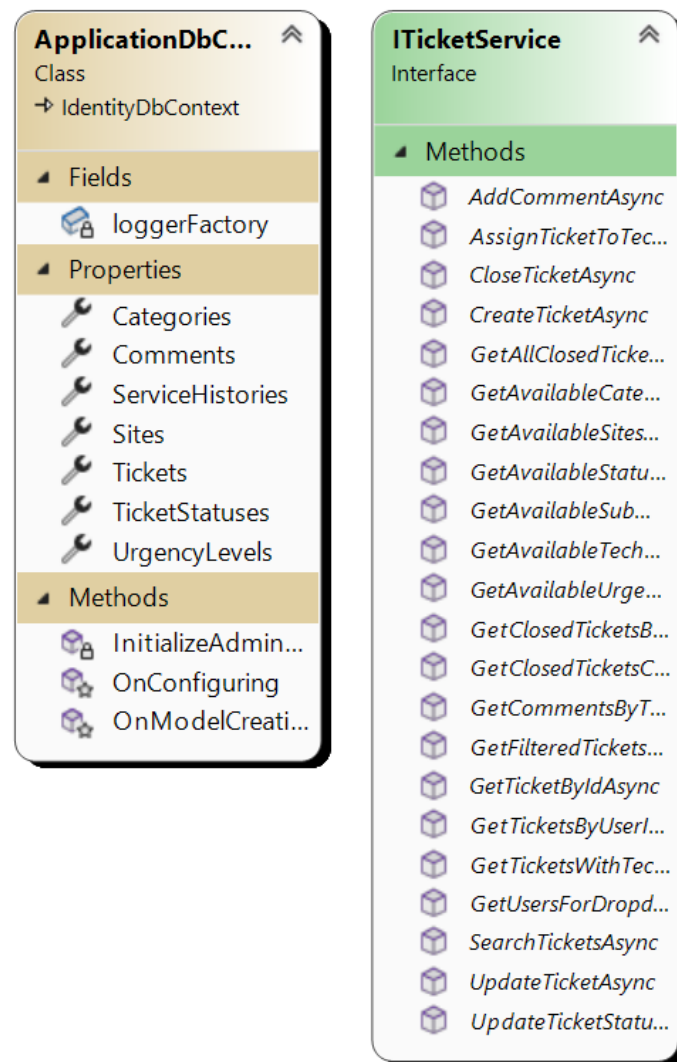 ApplicationDbC...
Class
IdentityDbContext
Fields
loggerFactory
Properties
Categories
Comments
ServiceHistories
Sites
Tickets
TicketStatuses
UrgencyLevels
Methods
InitializeAdmin...
OnConfiguring
OnModelCreati...
ITicketService
Interface
Methods
AddCommentAsync
AssignTicketToTec...
CloseTicketAsync
CreateTicketAsync
GetAllClosedTicke...
GetAvailableCate...
GetAvailableSites...
GetAvailableStatu...
GetAvailableSub...
GetAvailableTech...
GetAvailableUrge...
GetClosedTicketsB...
GetClosedTicketsC...
GetCommentsByT...
GetFilteredTickets...
GetTicketByIdAsync
GetTicketsByUserI...
GetTicketsWithTec...
GetUsersForDropd...
SearchTicketsAsync
UpdateTicketAsync
UpdateTicketStatu...